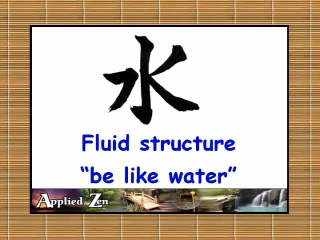 水
Fluid structure
“be like water”
Applied Zen